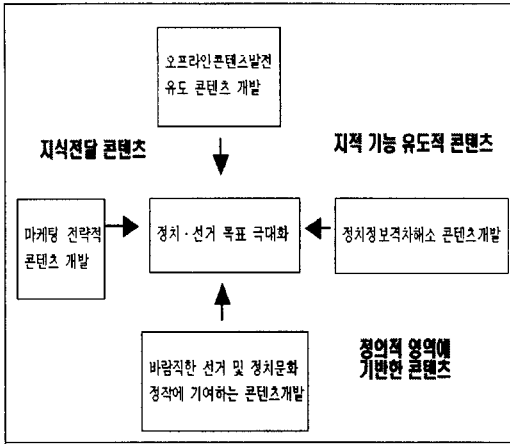 오프라인콘텐츠발전
유도 콘텐츠 개발
지식전달 콘텐츠
지적 기능 유도적 콘텐츠
마케팅 전략적
콘텐츠 개발
정치·선거 목표 극대화
정치정보격차해소 콘텐츠개발
바람직한 선거 및 정치문화
정착에 기여하는 콘텐츠개발
정의적 영역에
기반한 콘텐츠